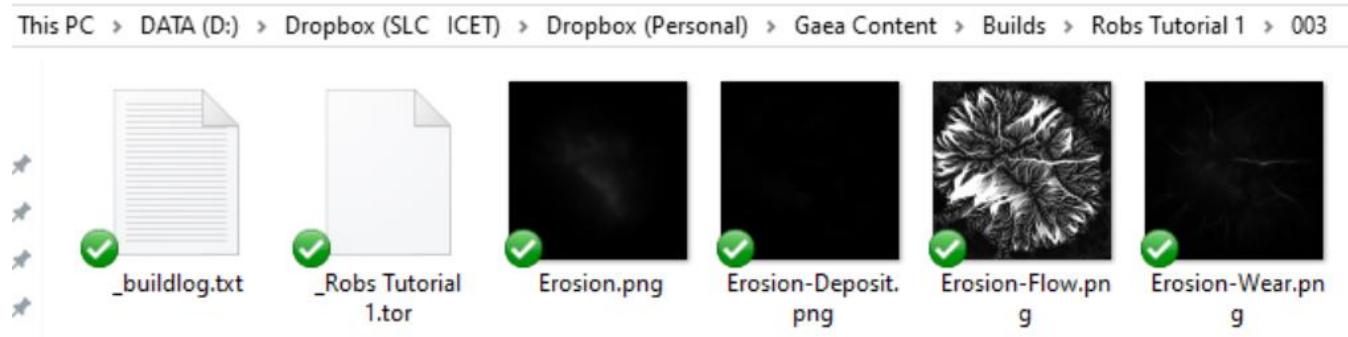 This PC > DATA (D:) > Dropbox (SLC ICET) > Dropbox (Personal) > Gaea Content > Builds > Robs Tutorial 1 > 003
_buildlog.txt
_Robs Tutorial
1.tor
Erosion.png
Erosion-Deposit.
png
Erosion-Flow.pn
g
Erosion-Wear.pn
g